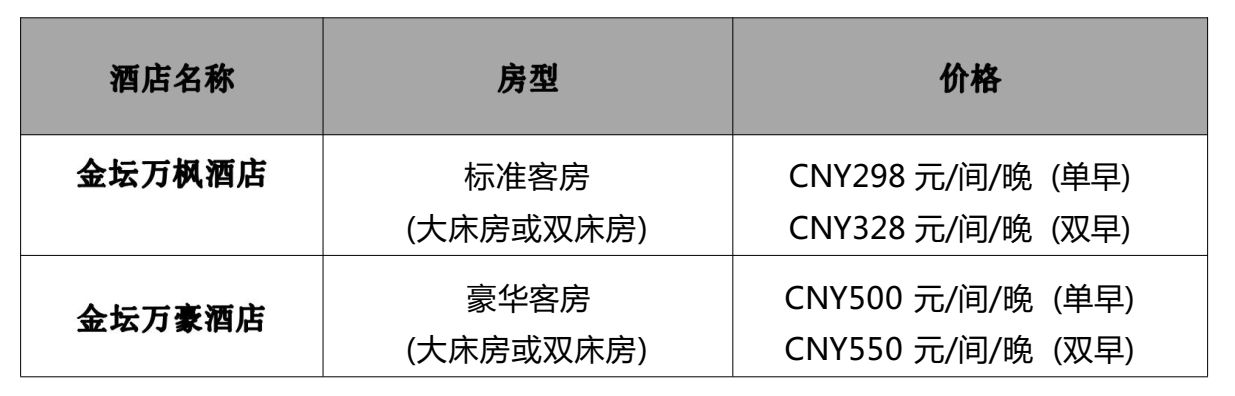 酒店名称 房型 价格
金坛万枫酒店 标准客房 CNY298 元/间/晚 (单早)
(大床房或双床房) CNY328 元/间/晚 (双早)
金坛万豪酒店 豪华客房 CNY500 元/间/晚 (单早)
(大床房或双床房) CNY550 元/间/晚 (双早)